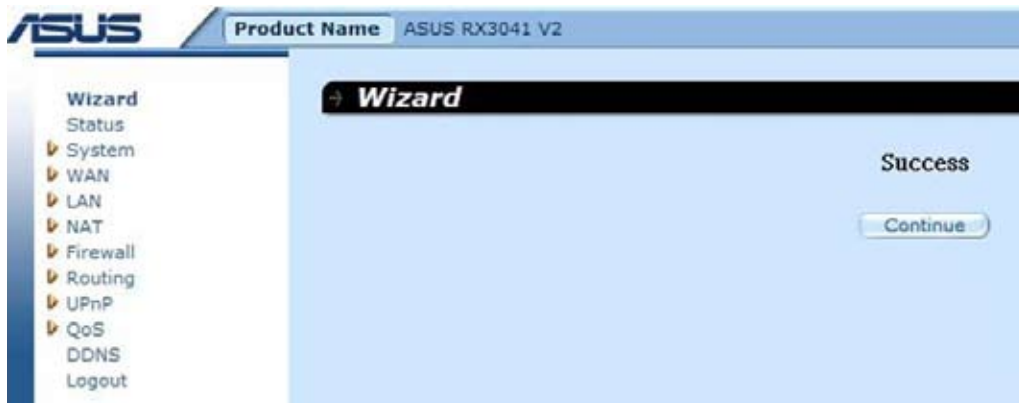 ASUS
Product Name ASUS RX3041 V2
Wizard
Status
System
WAN
LAN
NAT
Firewall
Routing
UPnP
QoS
DDNS
Logout
Wizard
Success
Continue